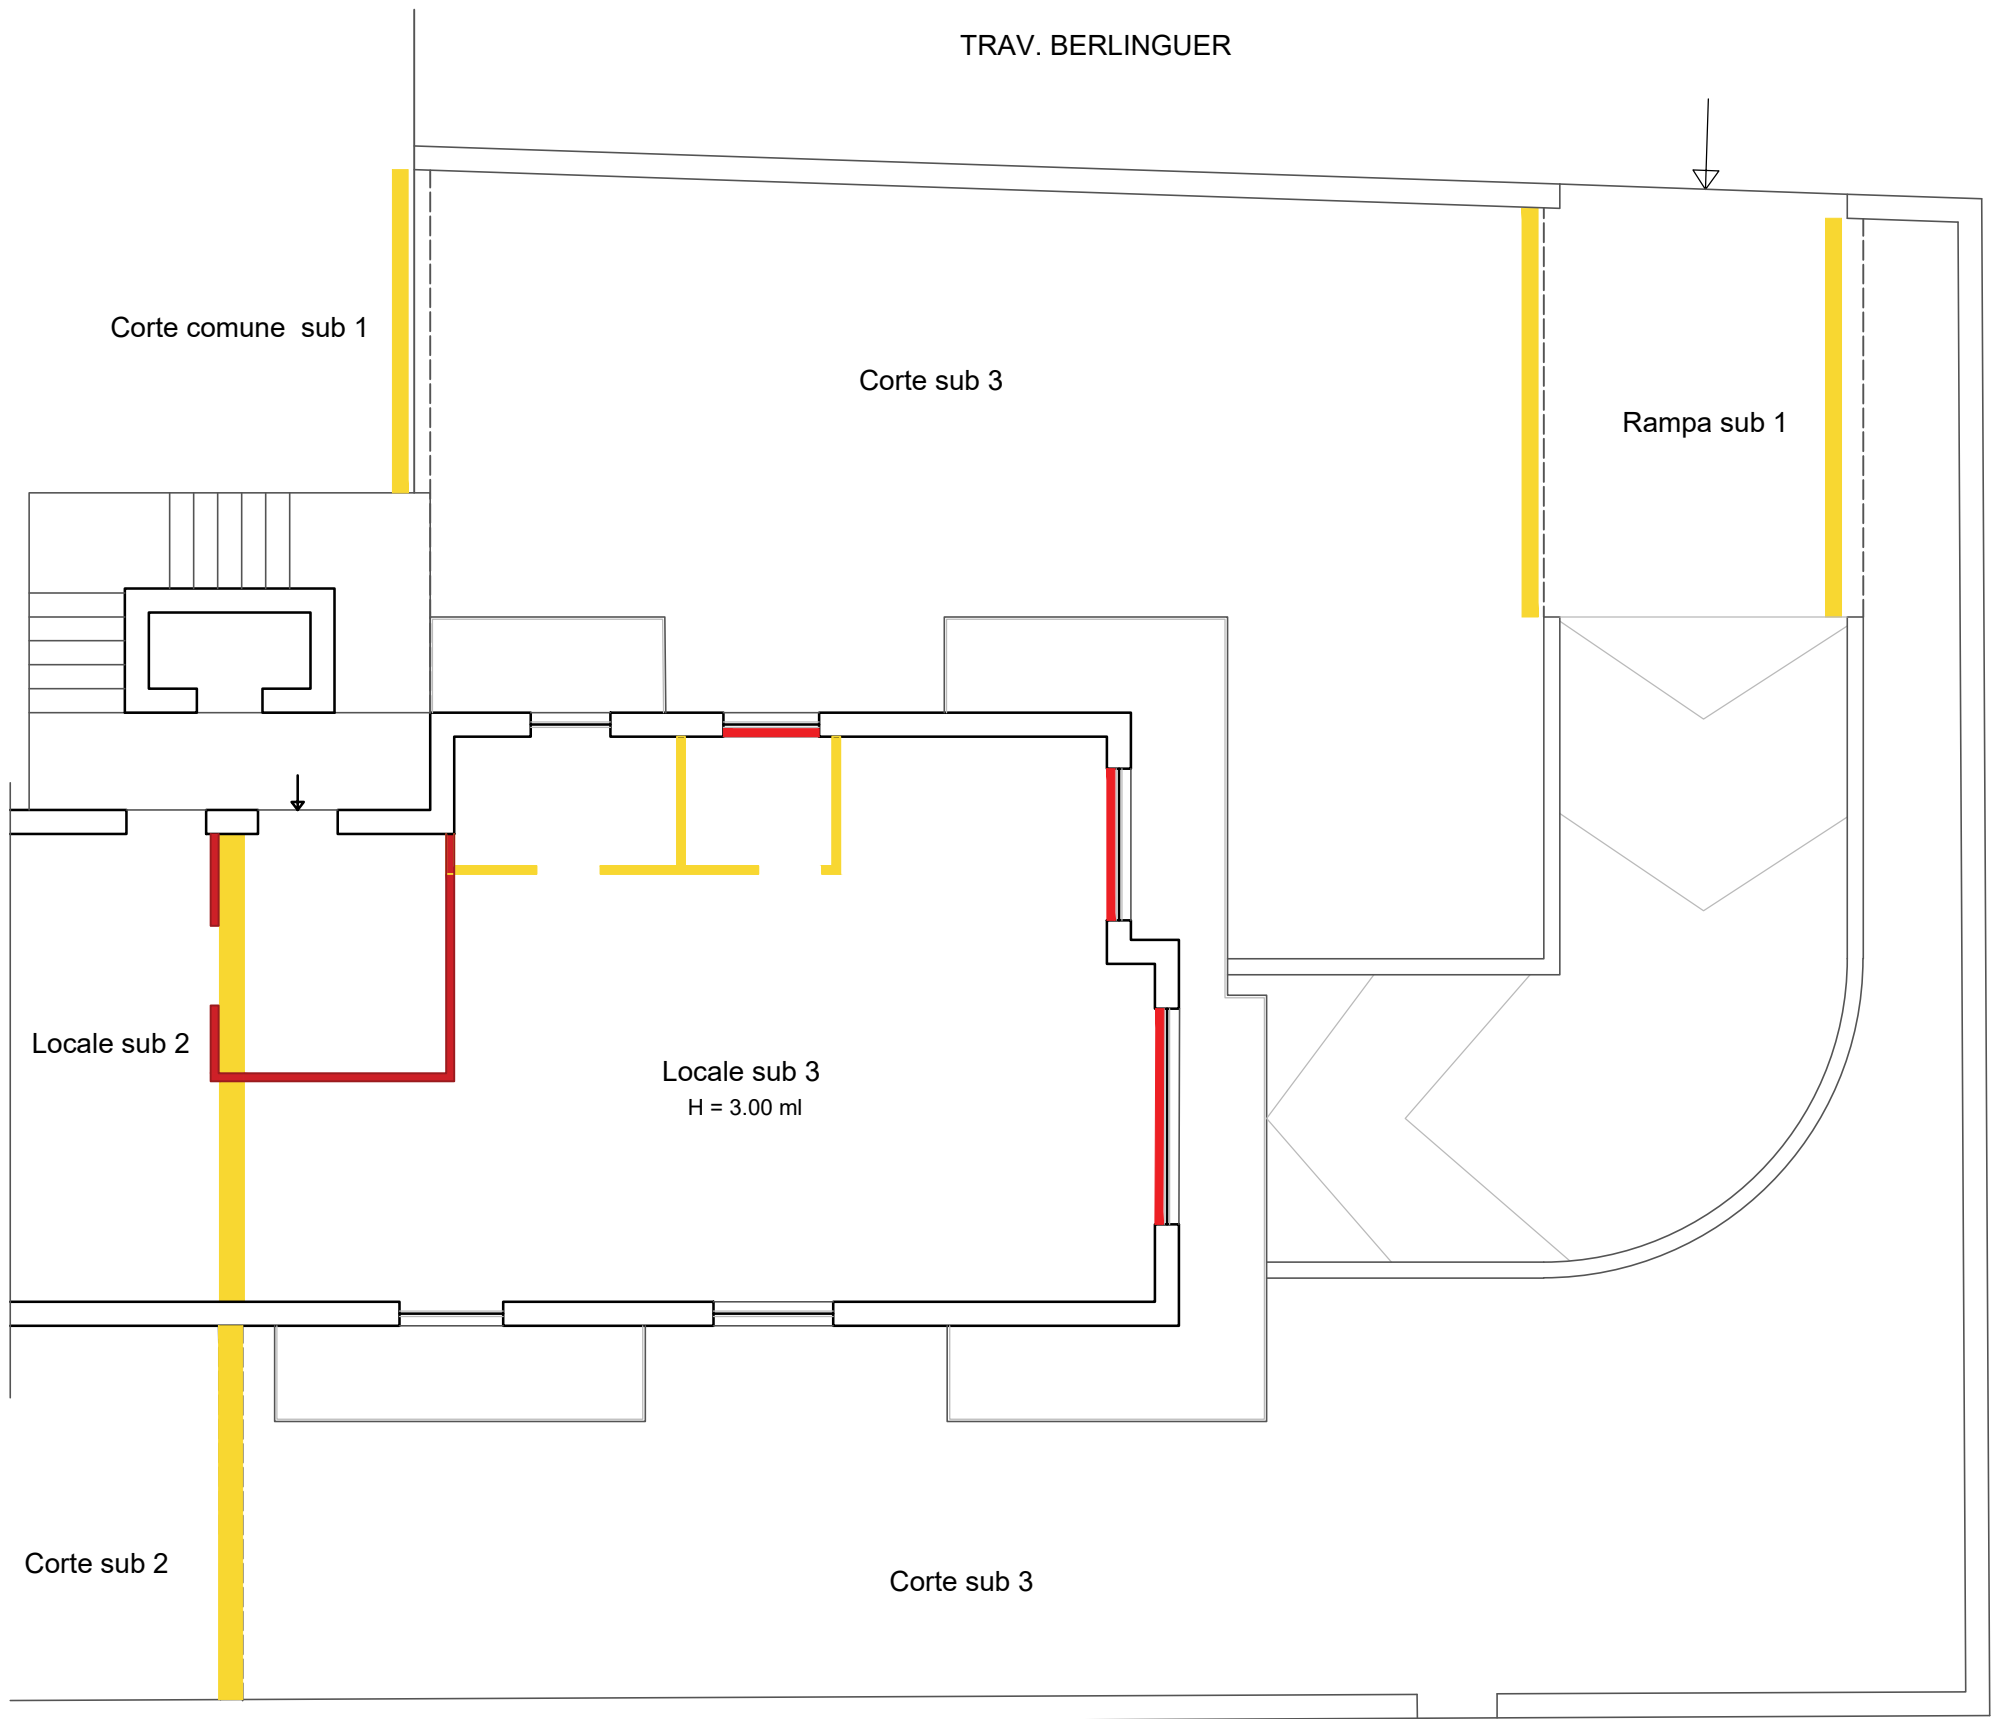 TRAV. BERLINGUER
Corte comune  sub 1
Corte sub 3
Rampa sub 1
Locale sub 2
Locale sub 3
H = 3.00 ml
Corte sub 2
Corte sub 3